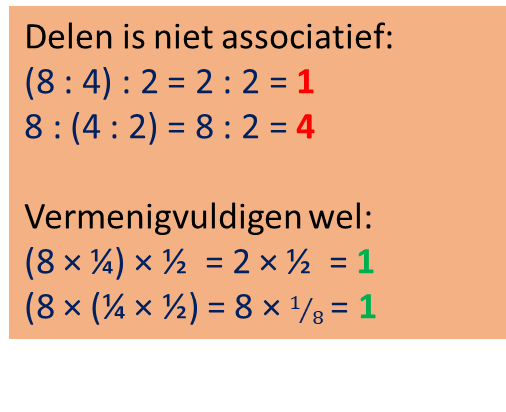 Delen is niet associatief:
(8 : 4) : 2 = 2 : 2 = 1
8 : (4 : 2) = 8 : 2 = 4
Vermenigvuldigen wel:
(8 × ¼) × ½ = 2 × ½ = 1
(8 × (¼ × ½) = 8 × ¹/₈ = 1